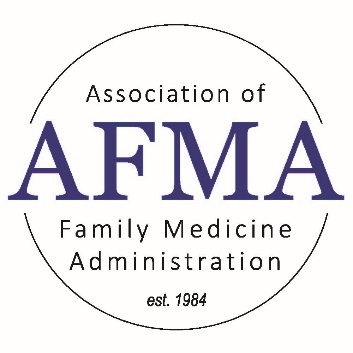 Association of
AFMA
Family Medicine
Administration
est. 1984